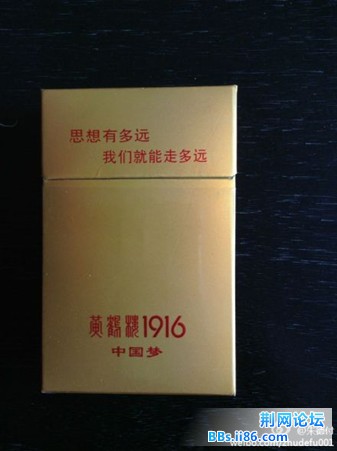 思想有多远
我们就能走多远
黄鹤楼1916
中国梦
荆网论坛
BBs.ii86.com